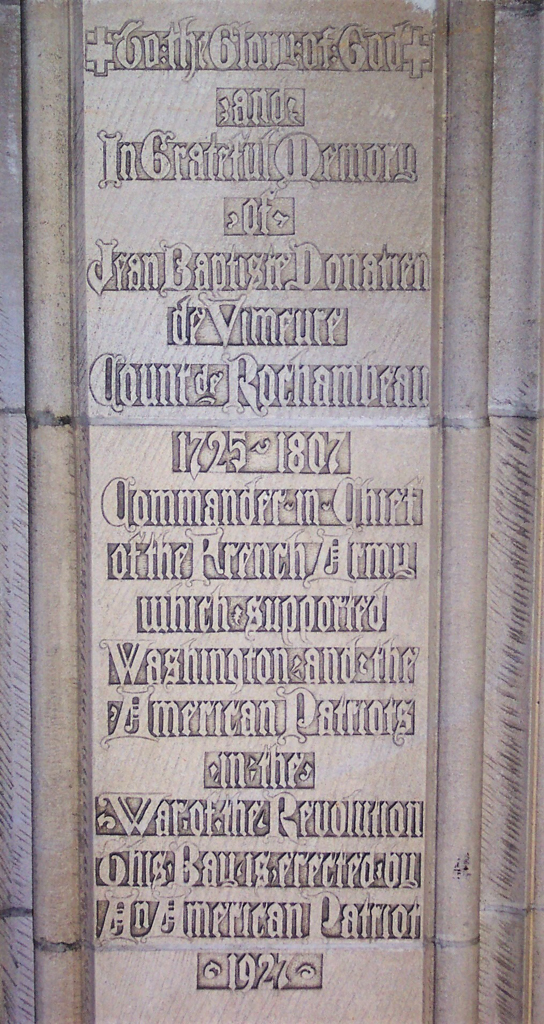 To the Glory of God
and
In Grateful Memory
of
Jean Baptiste Donatien
de Vimeure
Count de Rochambeau
1725-1807
Commander-in-Chief
of the French Army
which supported
Washington and the
American Patriots
in the
War of the Revolution
This Bay is erected by
An American Patriot
1927